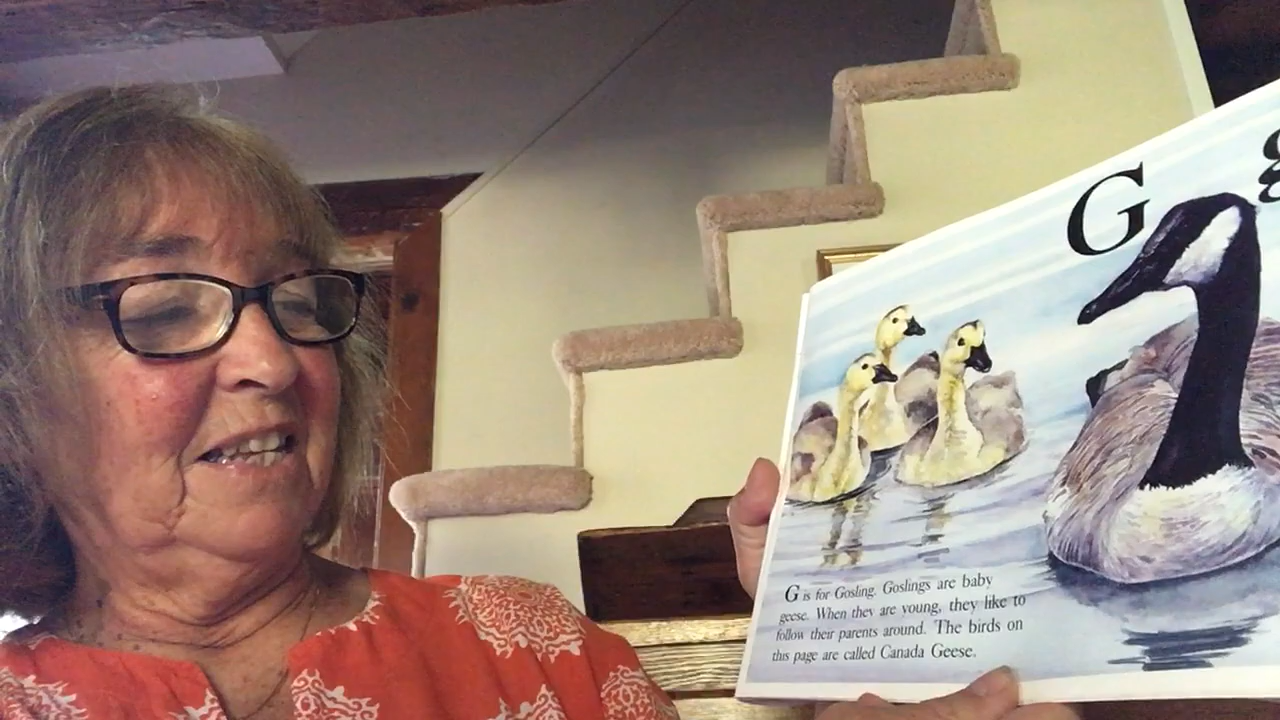 G g
G is for Gosling. Goslings are baby
geese. When they are young, they like to
follow their parents around. The birds on
this page are called Canada Geese.